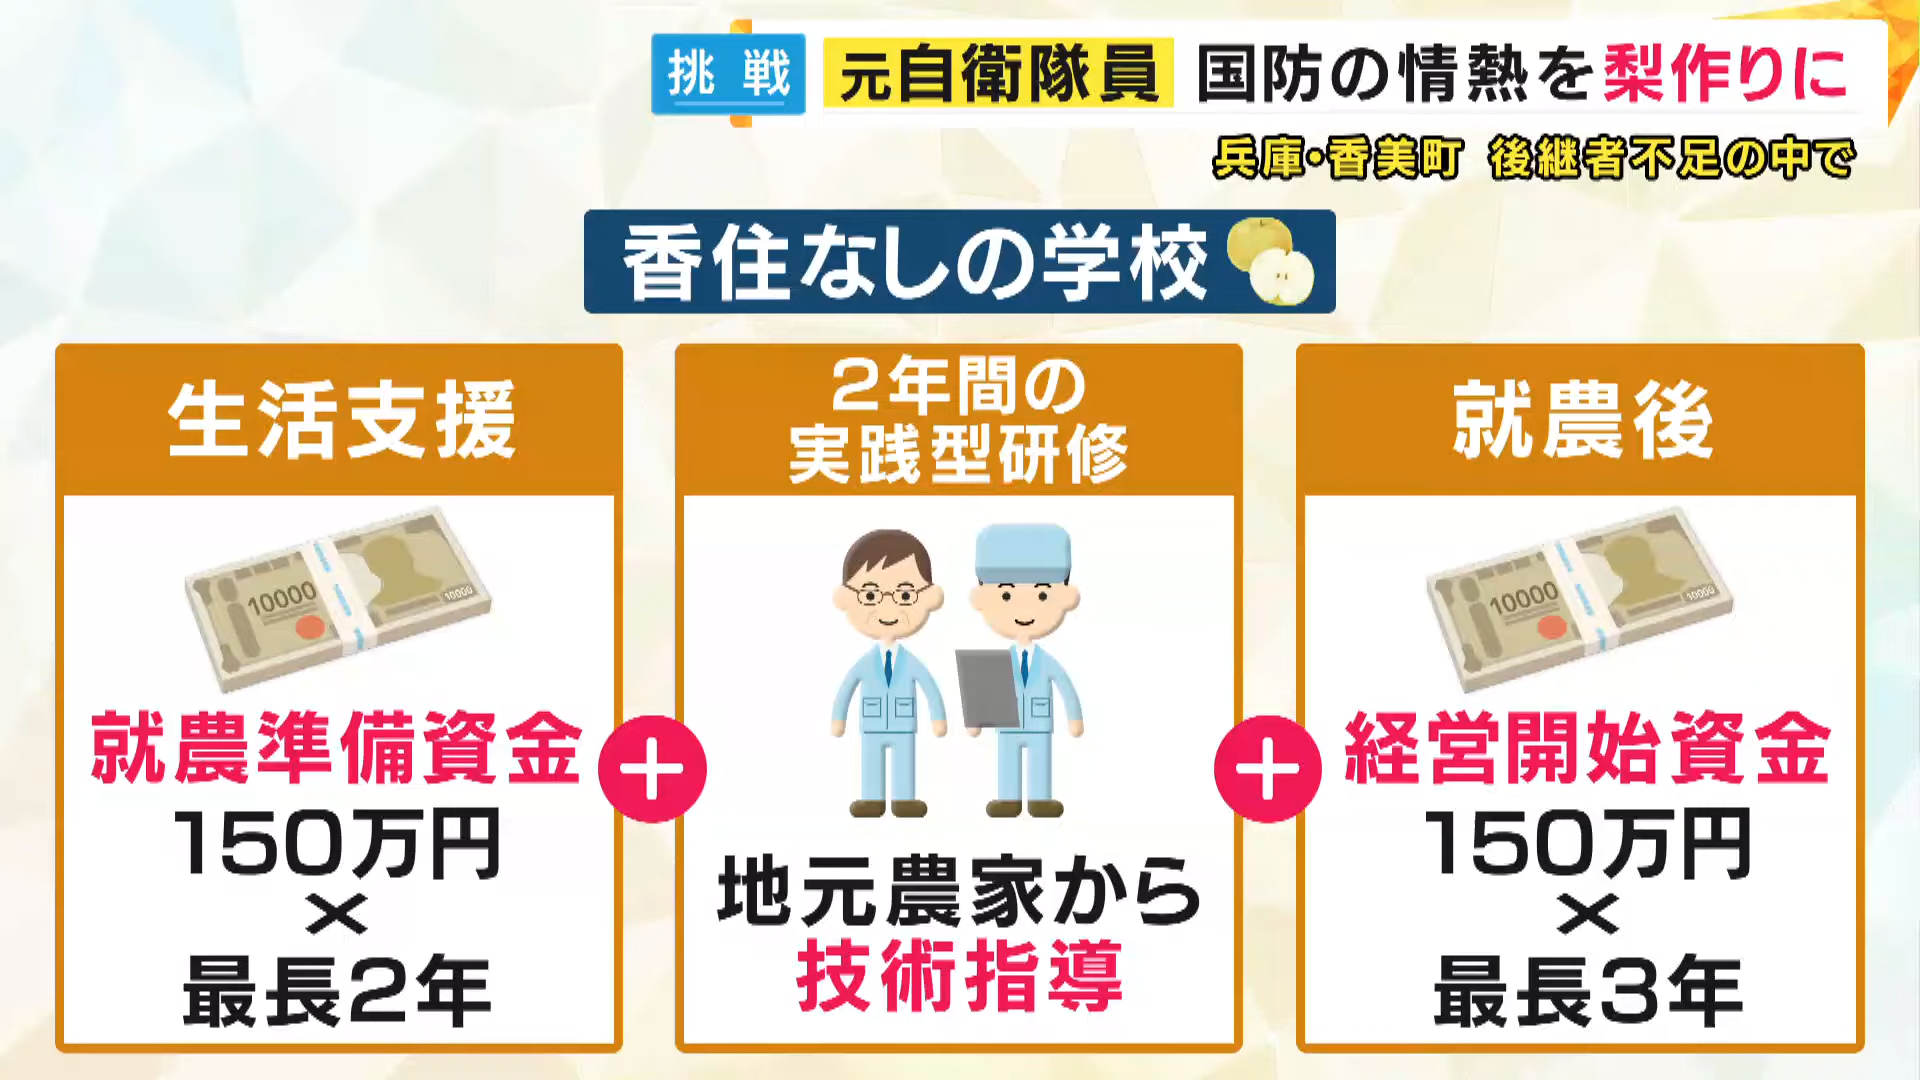 挑戦
元自衛隊員 国防の情熱を梨作りに
兵庫・香美町 後継者不足の中で
香住なしの学校
生活支援
10000
10000
就農準備資金
150万円
×
最長2年
+
2年間の
実践型研修
地元農家から
技術指導
+
就農後
10000
10000
経営開始資金
150万円
×
最長3年